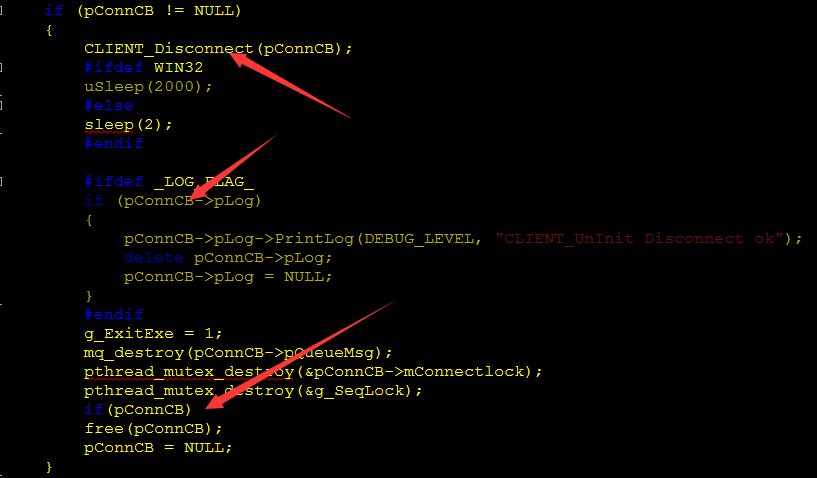 if (pConnCB != NULL)
{
CLIENT_Disconnect(pConnCB);
#ifdef WIN32
uSleep(2000);
#else
sleep(2);
#endif
#ifdef _LOG_FLAG_
if (pConnCB->pLog)
{
pConnCB->pLog->PrintLog(DEBUG_LEVEL, "CLIENT_UnInit Disconnect ok");
delete pConnCB->pLog;
pConnCB->pLog = NULL;
}
#endif
g_ExitExe = 1;
mq_destroy(pConnCB->pQueueMsg);
pthread_mutex_destroy(&pConnCB->mConnectlock);
pthread_mutex_destroy(&g_SeqLock);
if(pConnCB)
free(pConnCB);
pConnCB = NULL;
}